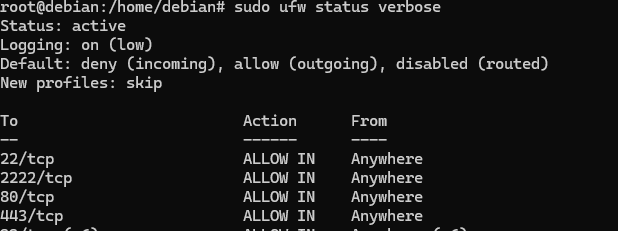 root@debian:/home/debian# sudo ufw status verbose
Status: active
Logging: on (low)
Default: deny (incoming), allow (outgoing), disabled (routed)
New profiles: skip
To Action From
-- ------ ----
22/tcp ALLOW IN Anywhere
2222/tcp ALLOW IN Anywhere
80/tcp ALLOW IN Anywhere
443/tcp ALLOW IN Anywhere